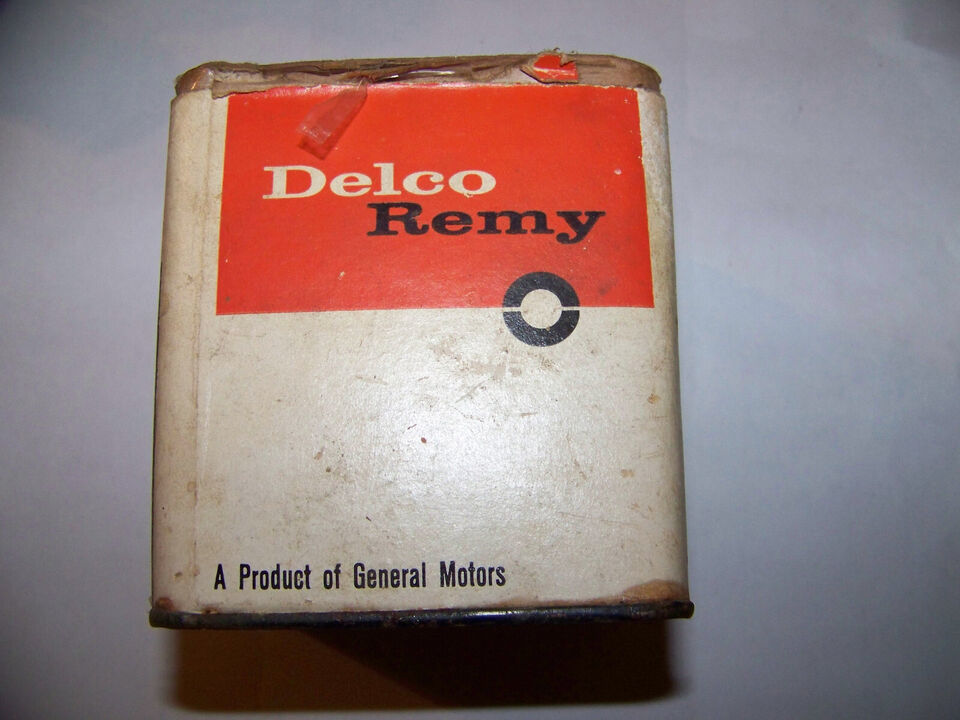 Delco
Remy
A Product of General Motors